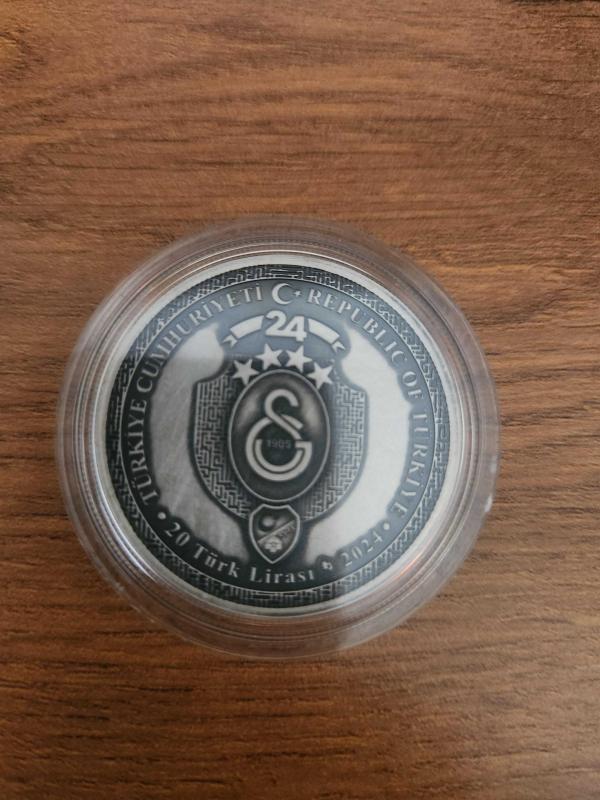 TÜRKİYE CUMHURİYETİ
REPUBLIC OF TÜRKİYE
24
1905
• 20 Türk Lirası
2024 •